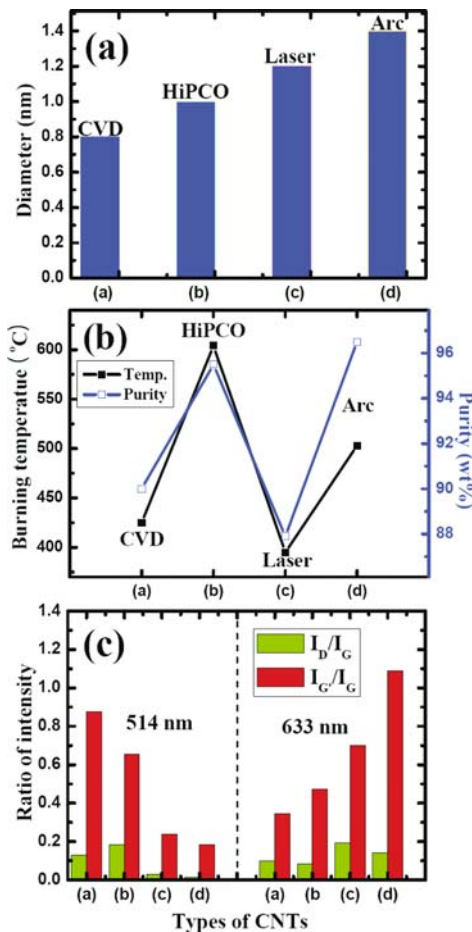 (a)
Arc
Laser
HiPCO
CVD
Diameter (nm)
1.4
1.2
1.0
0.8
0.6
0.4
0.2
0.0
(a) (b) (c) (d)
(b)
HiPCO
Temp.
Purity
Arc
CVD
Laser
Burning temperatue (°C)
600
550
500
450
400
Purity (wt%)
96
94
92
90
88
(a) (b) (c) (d)
(c)
I_D/I_G
I_G'/I_G
514 nm
633 nm
Ratio of intensity
1.4
1.2
1.0
0.8
0.6
0.4
0.2
0.0
(a) (b) (c) (d) (a) (b (c) (d)
Types of CNTs